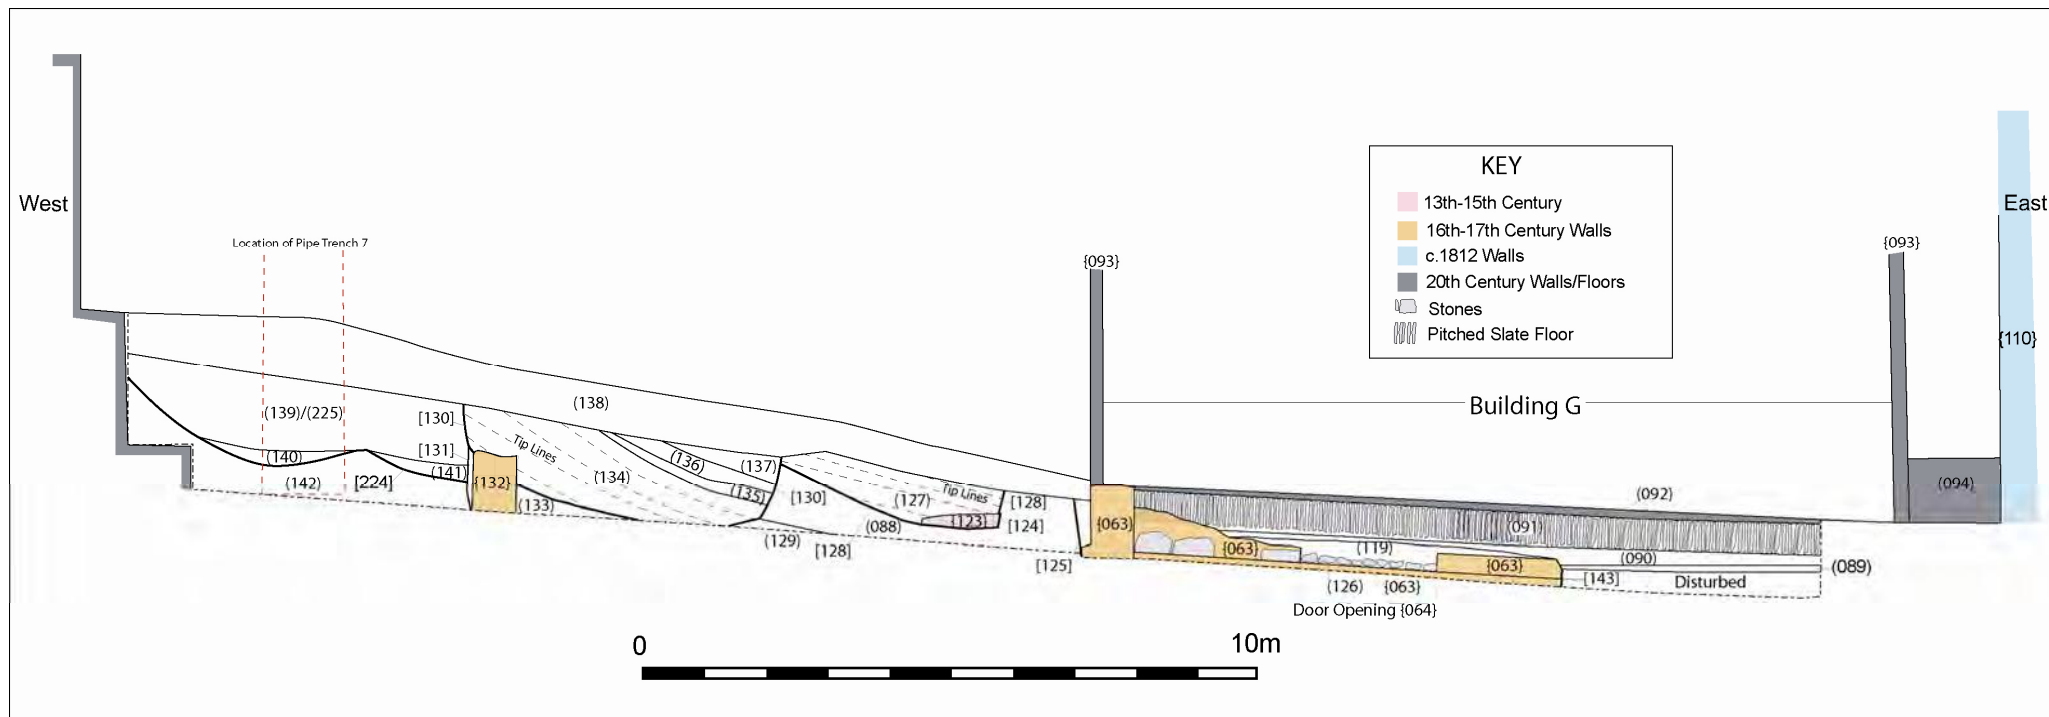 KEY
13th-15th Century
16th-17th Century Walls
c.1812 Walls
20th Century Walls/Floors
Stones
Pitched Slate Floor
West
East
Location of Pipe Trench 7
{093}
{093}
{110}
Building G
(138)
(139)/(225)
[130]
[131]
(140)
(141)
(142)
[224]
{132}
(133)
Tip Lines
(134)
(136)
(137)
(135)
[130]
(127)
Tip Lines
[128]
(123)
[124]
(088)
(129)
[128]
[125]
{063}
{063}
(119)
(091)
(092)
(094)
{063}
(090)
(089)
[143]
Disturbed
(126)
{063}
Door Opening {064}
0
10m